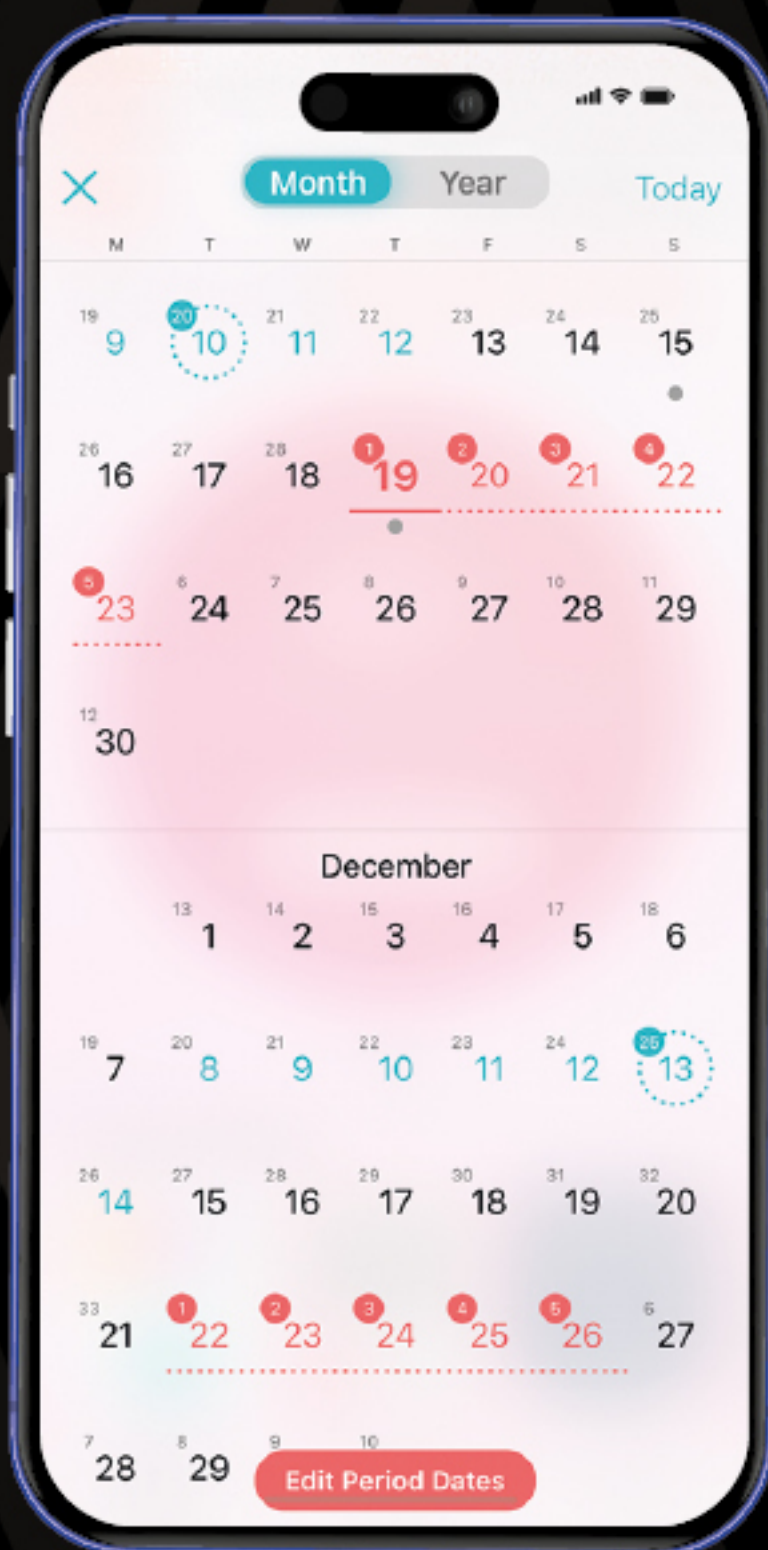 Month Year Today
M T W T F S S
19 20 21 22 23 24 25
9 10 11 12 13 14 15
26 27 28 1 2 3 4
16 17 18 19 20 21 22
5 6 7 8 9 10 11
23 24 25 26 27 28 29
12
30
December
13 14 15 16 17 18
1 2 3 4 5 6
19 20 21 22 23 24 25
7 8 9 10 11 12 13
26 27 28 29 30 31 32
14 15 16 17 18 19 20
33 1 2 3 4 5 6
21 22 23 24 25 26 27
7 8 9 10
28 29
Edit Period Dates